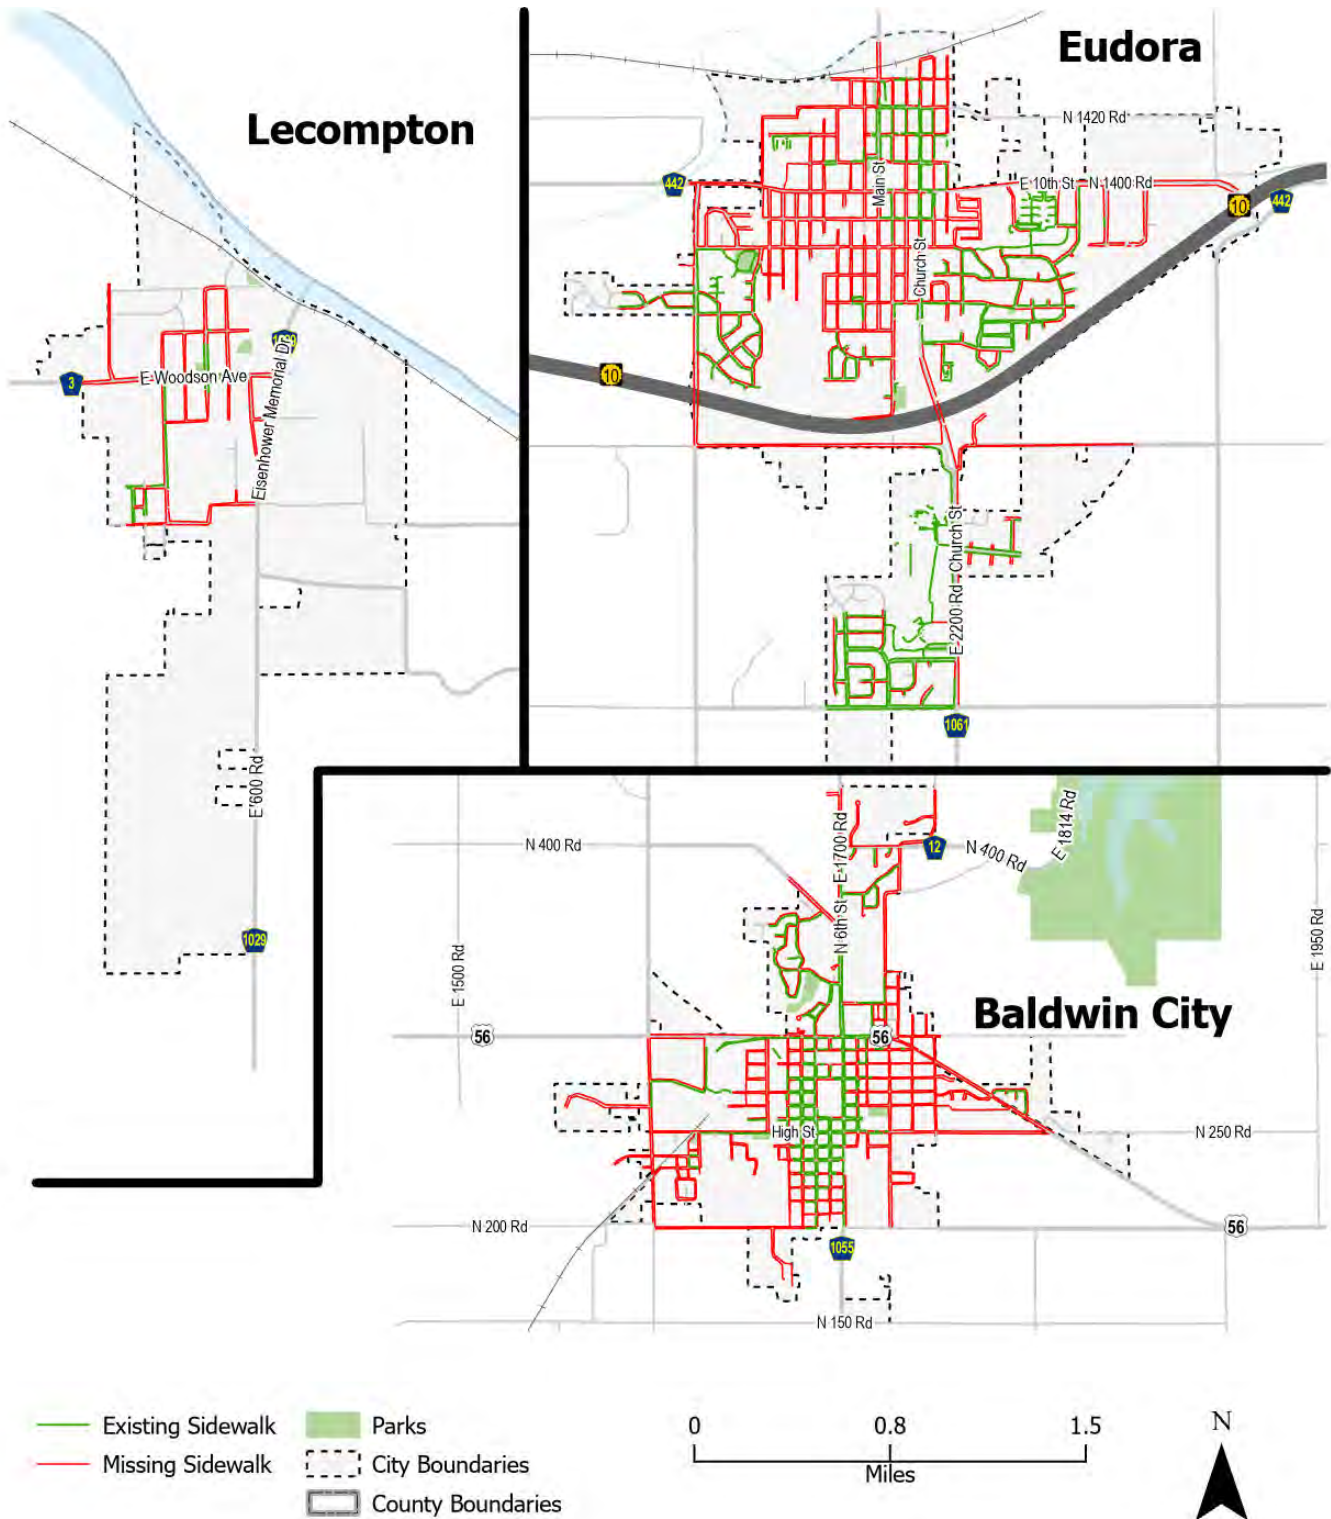 Lecompton
Eudora
N 1420 Rd
442
Main St
E 10th St
N 1400 Rd
10
442
Church St
E Woodson Ave
3
Eisenhower Memorial Dr
10
Church St
E 2200 Rd
1061
E 600 Rd
1029
N 400 Rd
E 1700 Rd
12
N 400 Rd
E 1814 Rd
N 6th St
E 1500 Rd
E 1950 Rd
Baldwin City
56
56
High St
N 250 Rd
N 200 Rd
1055
56
N 150 Rd
Existing Sidewalk
Parks
0 0.8 1.5
N
Missing Sidewalk
City Boundaries
Miles
County Boundaries